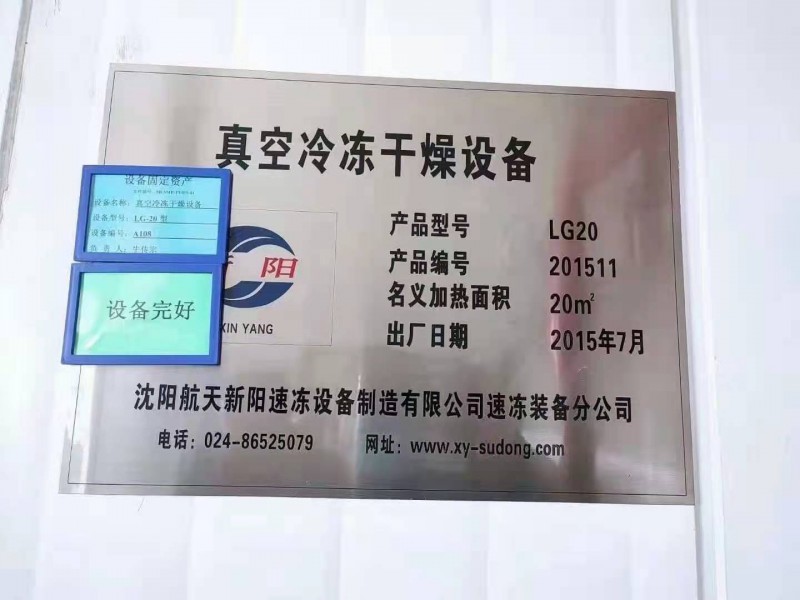 真空冷冻干燥设备
设备固定资产
设备名称：真空冷冻干燥设备
设备型号：LG-20 型
设备编号：A108
负 责 人：
设备完好
阳
XIN YANG
产品型号 LG20
产品编号 201511
名义加热面积 20㎡
出厂日期 2015年7月
沈阳航天新阳速冻设备制造有限公司速冻装备分公司
电话：024-86525079 网址：www.xy-sudong.com